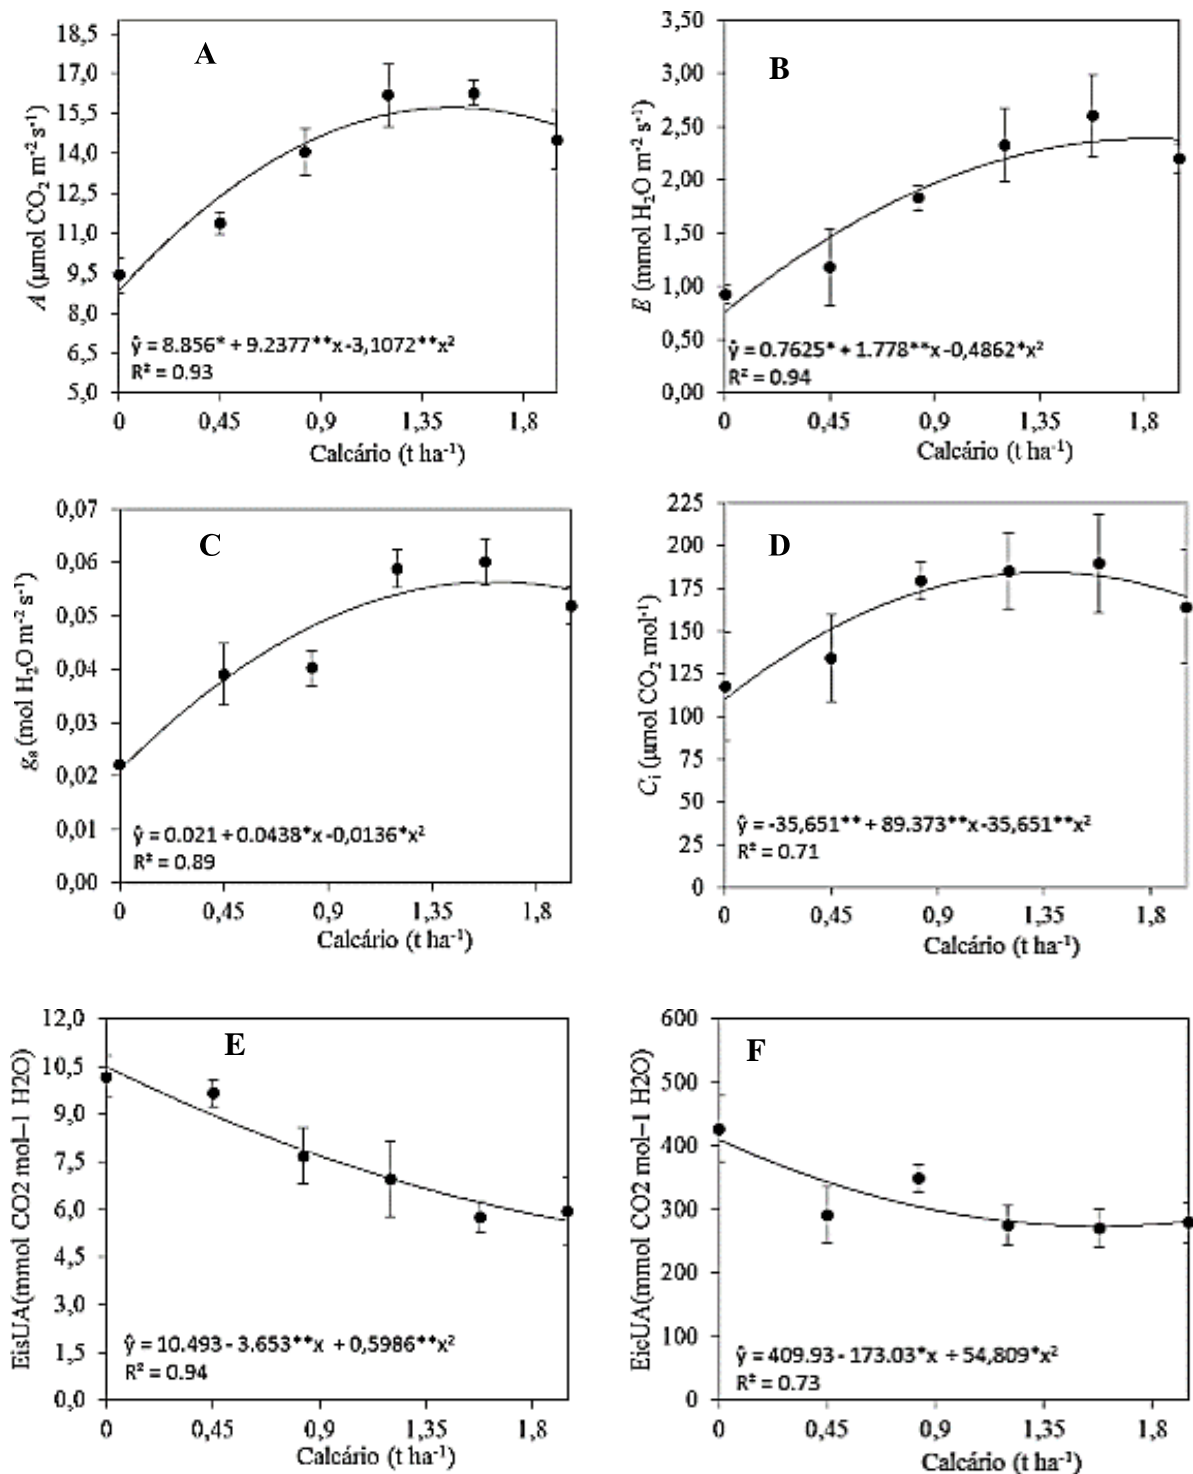 A
A (μmol CO₂ m⁻² s⁻¹)
18,5
17,0
15,5
14,0
12,5
11,0
9,5
8,0
6,5
5,0
ŷ = 8.856* + 9.2377**x -3,1072**x²
R² = 0.93
0 0,45 0,9 1,35 1,8
Calcário (t ha⁻¹)
B
E (mmol H₂O m⁻² s⁻¹)
3,50
3,00
2,50
2,00
1,50
1,00
0,50
0,00
ŷ = 0.7625* + 1.778**x -0,4862*x²
R² = 0.94
0 0,45 0,9 1,35 1,8
Calcário (t ha⁻¹)
C
gₛ (mol H₂O m⁻² s⁻¹)
0,07
0,06
0,05
0,04
0,03
0,02
0,01
0,00
ŷ = 0.021 + 0.0438*x -0,0136*x²
R² = 0.89
0 0,45 0,9 1,35 1,8
Calcário (t ha⁻¹)
D
Cᵢ (μmol CO₂ mol⁻¹)
225
200
175
150
125
100
75
50
25
0
ŷ = -35,651** + 89.373**x -35,651**x²
R² = 0.71
0 0,45 0,9 1,35 1,8
Calcário (t ha⁻¹)
E
EisUA(mmol CO2 mol–1 H2O)
12,0
10,5
9,0
7,5
6,0
4,5
3,0
1,5
0,0
ŷ = 10.493 - 3.653**x + 0,5986**x²
R² = 0.94
0 0,45 0,9 1,35 1,8
Calcário (t ha⁻¹)
F
EicUA(mmol CO2 mol–1 H2O)
600
500
400
300
200
100
0
ŷ = 409.93 - 173.03*x + 54,809*x²
R² = 0.73
0 0,45 0,9 1,35 1,8
Calcário (t ha⁻¹)